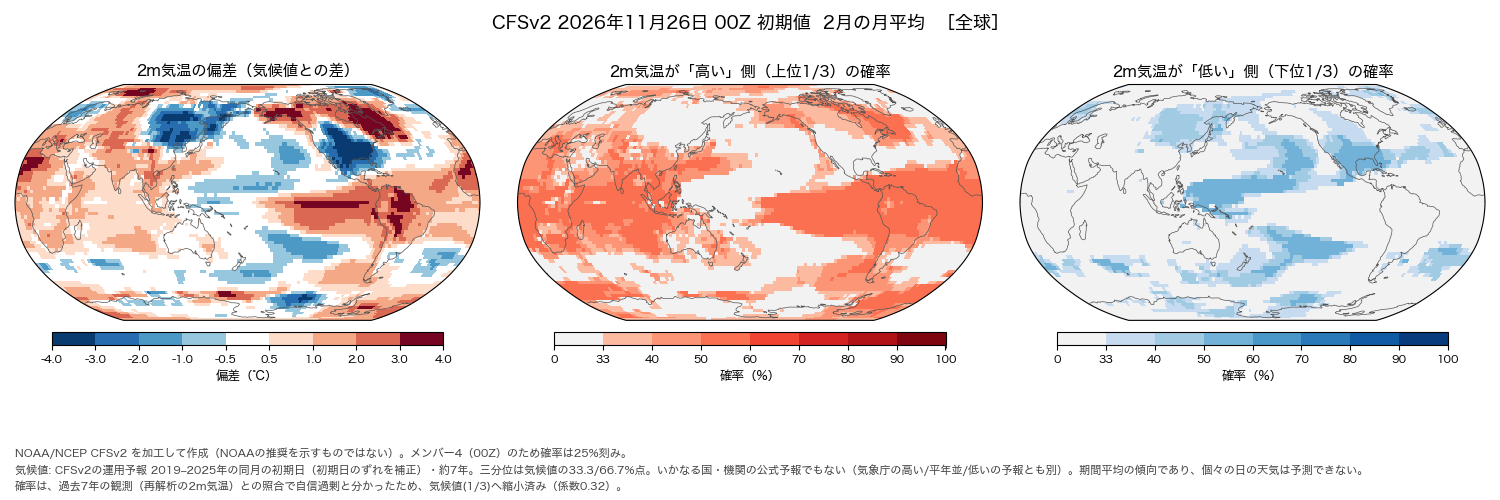 CFSv2 2026年11月26日 00Z 初期値 2月の月平均 ［全球］
2m気温の偏差（気候値との差）
2m気温が「高い」側（上位1/3）の確率
2m気温が「低い」側（下位1/3）の確率
-4.0 -3.0 -2.0 -1.0 -0.5 0.5 1.0 2.0 3.0 4.0
偏差（℃）
0 33 40 50 60 70 80 90 100
確率（%）
0 33 40 50 60 70 80 90 100
確率（%）
NOAA/NCEP CFSv2 を加工して作成（NOAAの推奨を示すものではない）。メンバー4（00Z）のため確率は25%刻み。
気候値: CFSv2の運用予報 2019–2025年の同月の初期日（初期日のずれを補正）・約7年。三分位は気候値の33.3/66.7%点。いかなる国・機関の公式予報でもない（気象庁の高い/平年並/低いの予報とも別）。期間平均の傾向であり、個々の日の天気は予測できない。
確率は、過去7年の観測（再解析の2m気温）との照合で自信過剰と分かったため、気候値(1/3)へ縮小済み（係数0.32）。